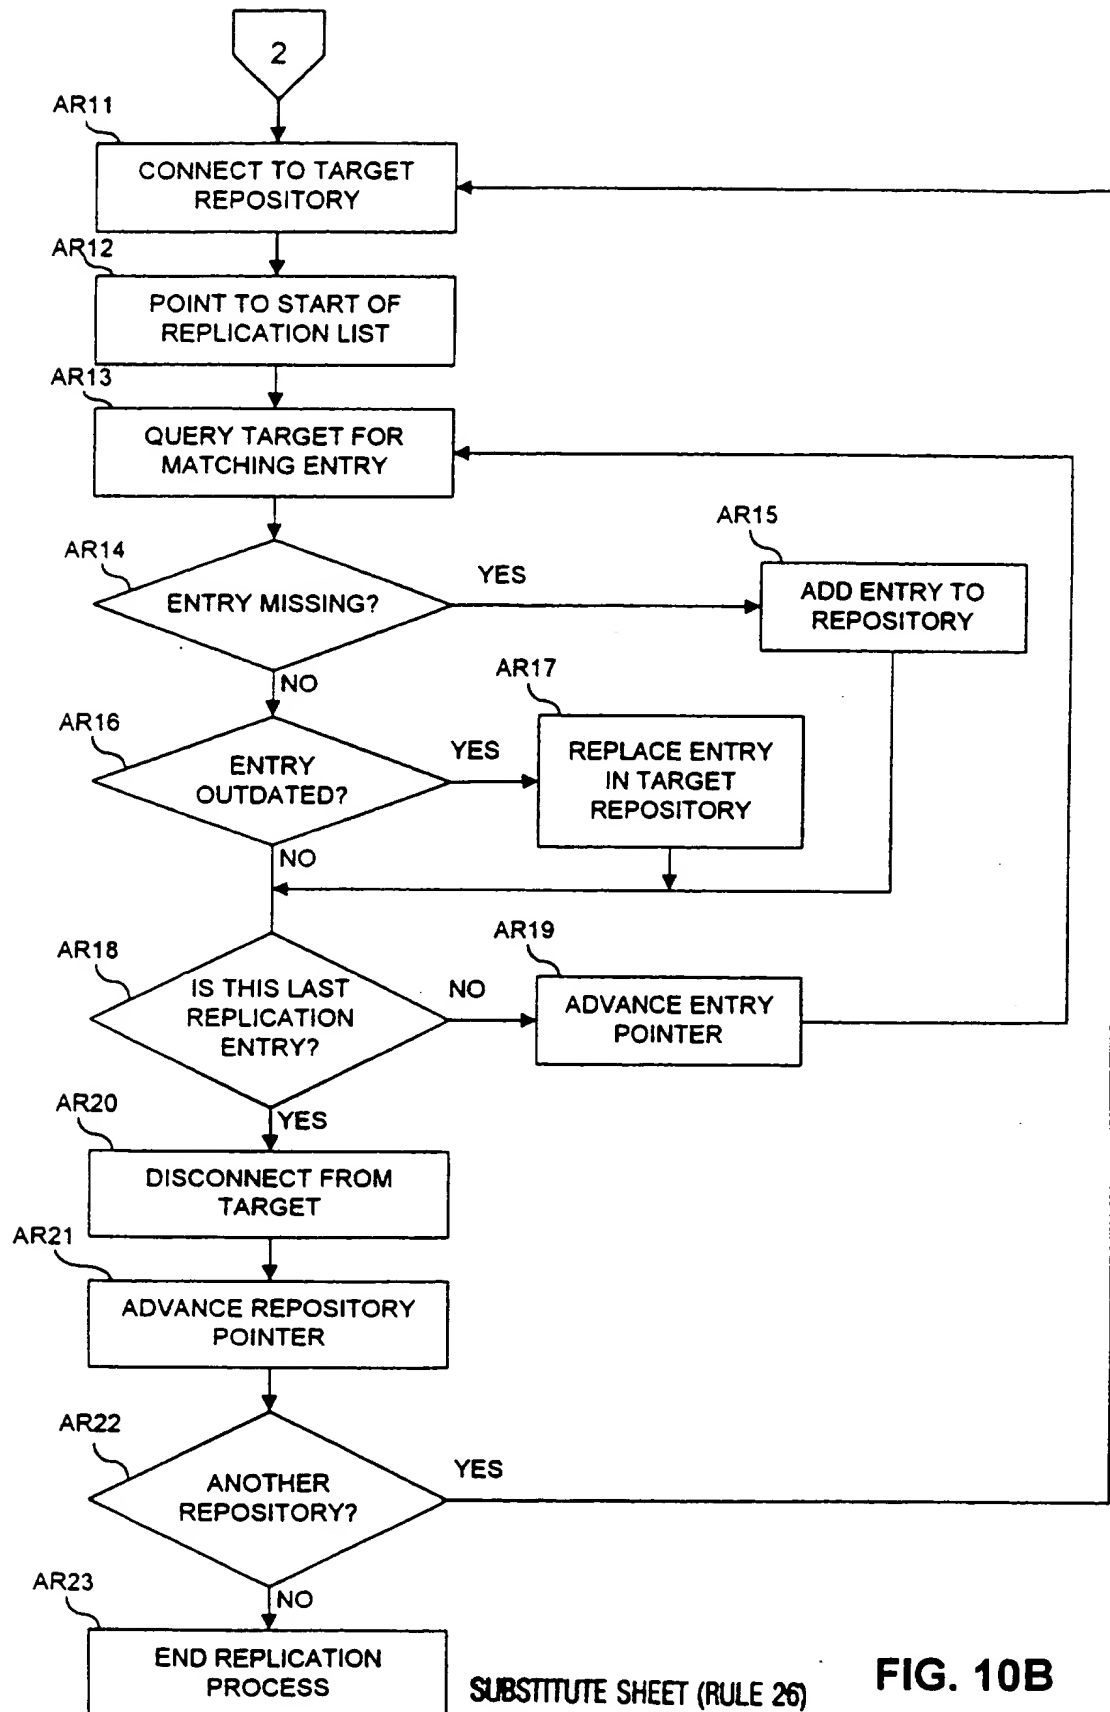 2
AR11
CONNECT TO TARGET
REPOSITORY
AR12
POINT TO START OF
REPLICATION LIST
AR13
QUERY TARGET FOR
MATCHING ENTRY
AR14
ENTRY MISSING?
YES
AR15
ADD ENTRY TO
REPOSITORY
NO
AR16
ENTRY
OUTDATED?
YES
AR17
REPLACE ENTRY
IN TARGET
REPOSITORY
NO
AR18
IS THIS LAST
REPLICATION
ENTRY?
NO
AR19
ADVANCE ENTRY
POINTER
YES
AR20
DISCONNECT FROM
TARGET
AR21
ADVANCE REPOSITORY
POINTER
AR22
ANOTHER
REPOSITORY?
YES
NO
AR23
END REPLICATION
PROCESS
SUBSTITUTE SHEET (RULE 26)
FIG. 10B